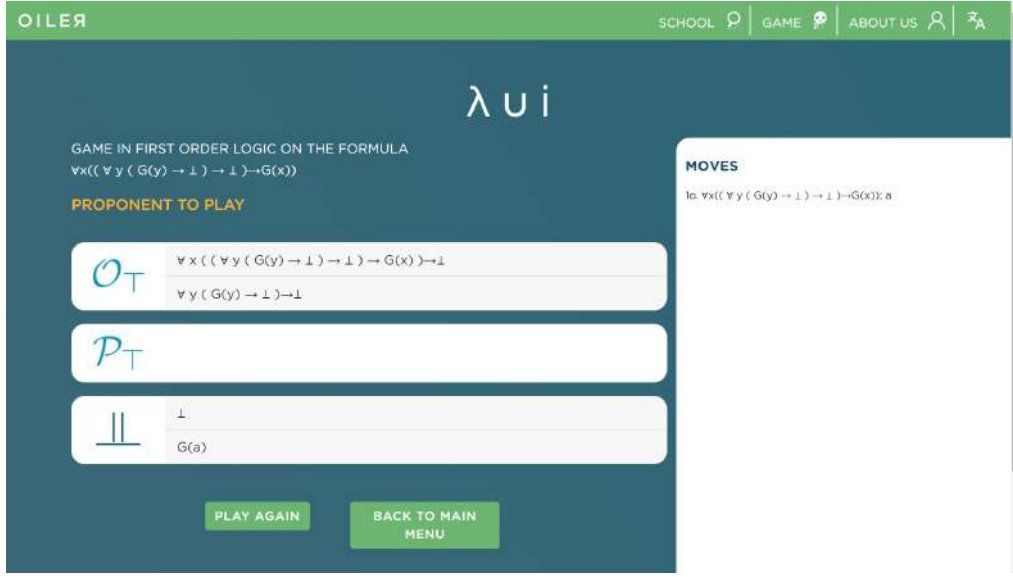 OILEЯ
SCHOOL GAME ABOUT US
λ u i
GAME IN FIRST ORDER LOGIC ON THE FORMULA
∀x(( ∀ y ( G(y) → ⊥ ) → ⊥ )→G(x))
PROPONENT TO PLAY
𝒪⊤
∀ x ( ( ∀ y ( G(y) → ⊥ ) → ⊥ ) → G(x) )→⊥
∀ y ( G(y) → ⊥ )→⊥
𝒫⊤
⫫
⊥
G(a)
PLAY AGAIN
BACK TO MAIN
MENU
MOVES
1o. ∀x(( ∀ y ( G(y) → ⊥ ) → ⊥ )→G(x)): a